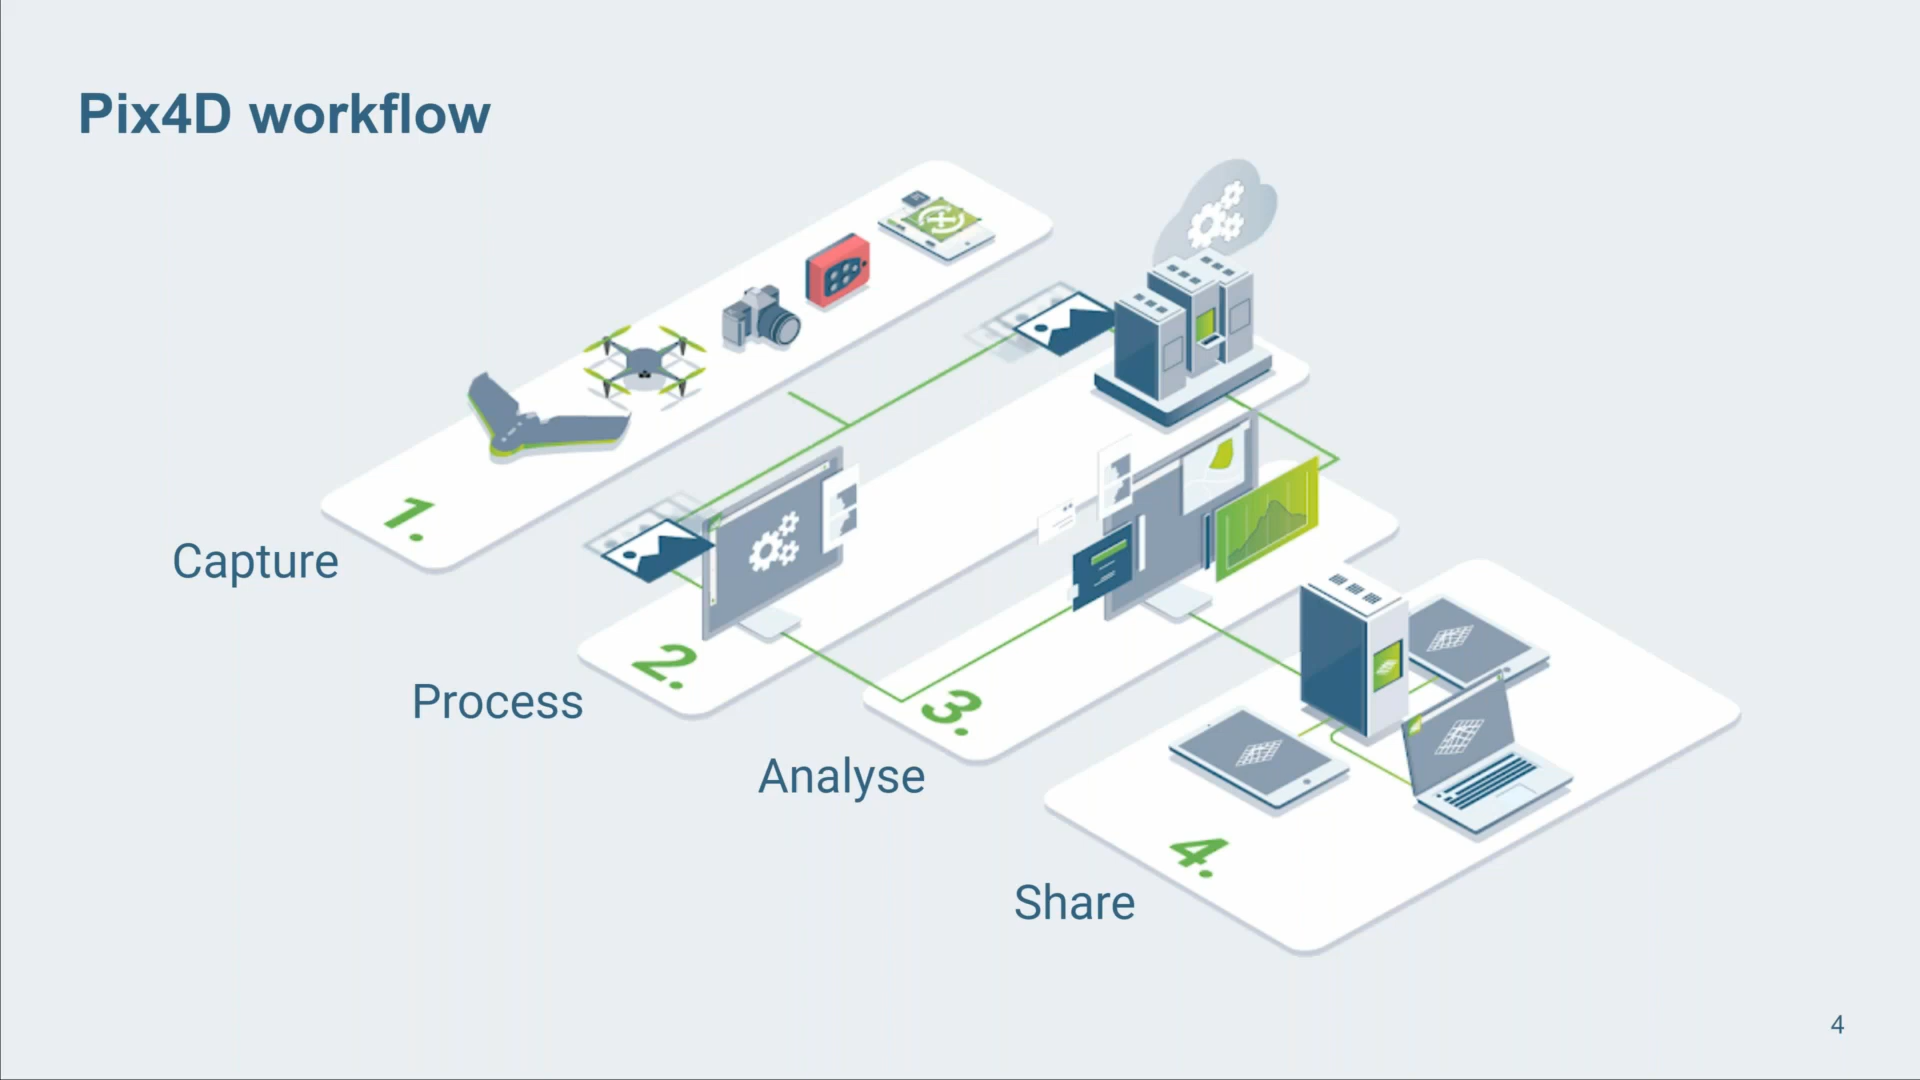 Pix4D workflow
1.
Capture
2.
Process
3.
Analyse
4.
Share
4